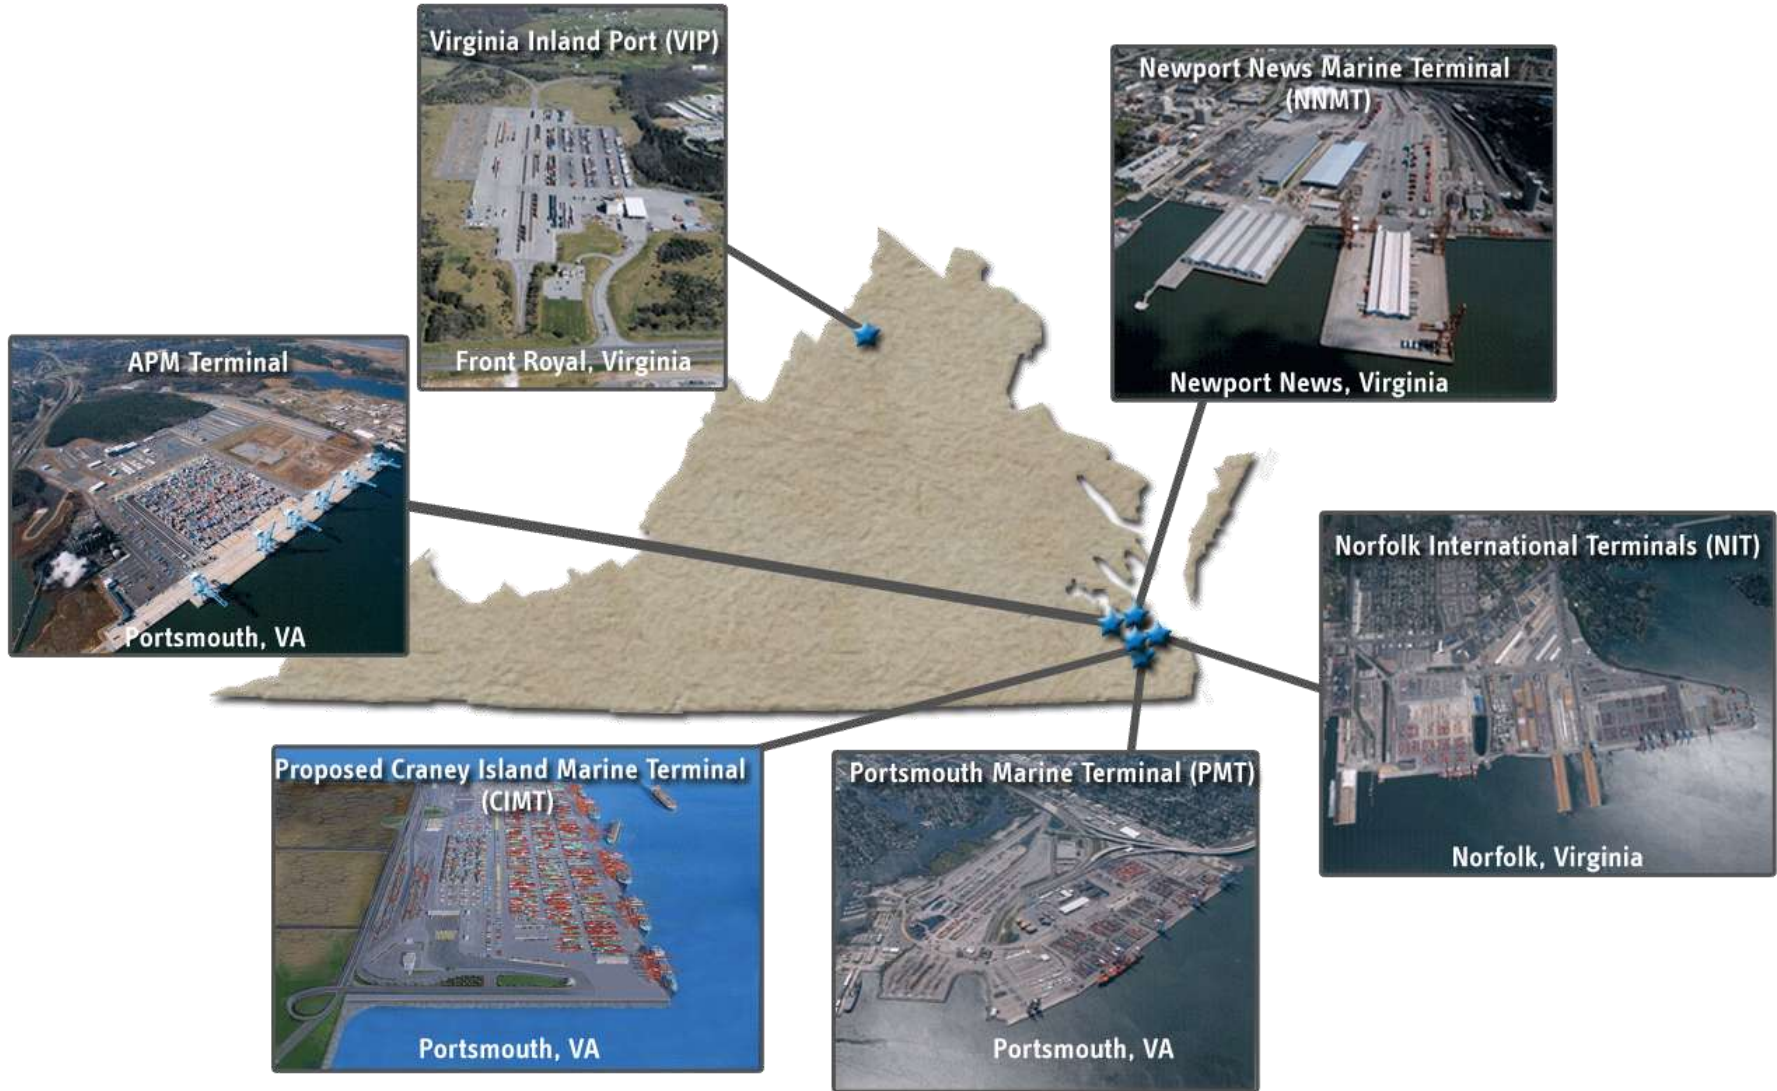 Virginia Inland Port (VIP)
Front Royal, Virginia
Newport News Marine Terminal
(NNMT)
Newport News, Virginia
APM Terminal
Portsmouth, VA
Norfolk International Terminals (NIT)
Norfolk, Virginia
Proposed Craney Island Marine Terminal
(CIMT)
Portsmouth, VA
Portsmouth Marine Terminal (PMT)
Portsmouth, VA